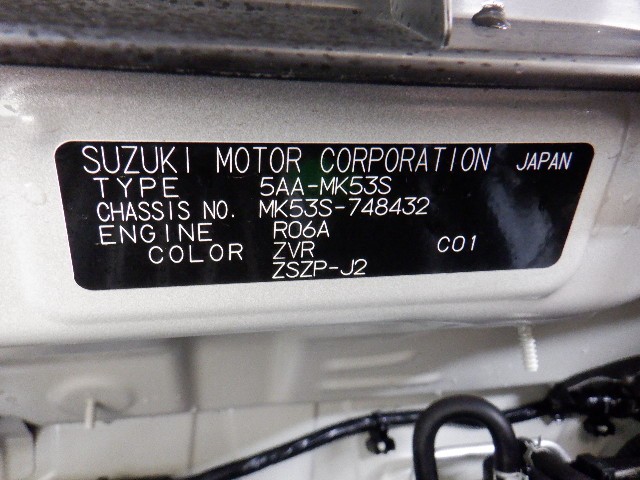 SUZUKI MOTOR CORPORATION JAPAN
TYPE 5AA-MK53S
CHASSIS NO. MK53S-748432
ENGINE R06A
COLOR ZVR C01
ZSZP-J2